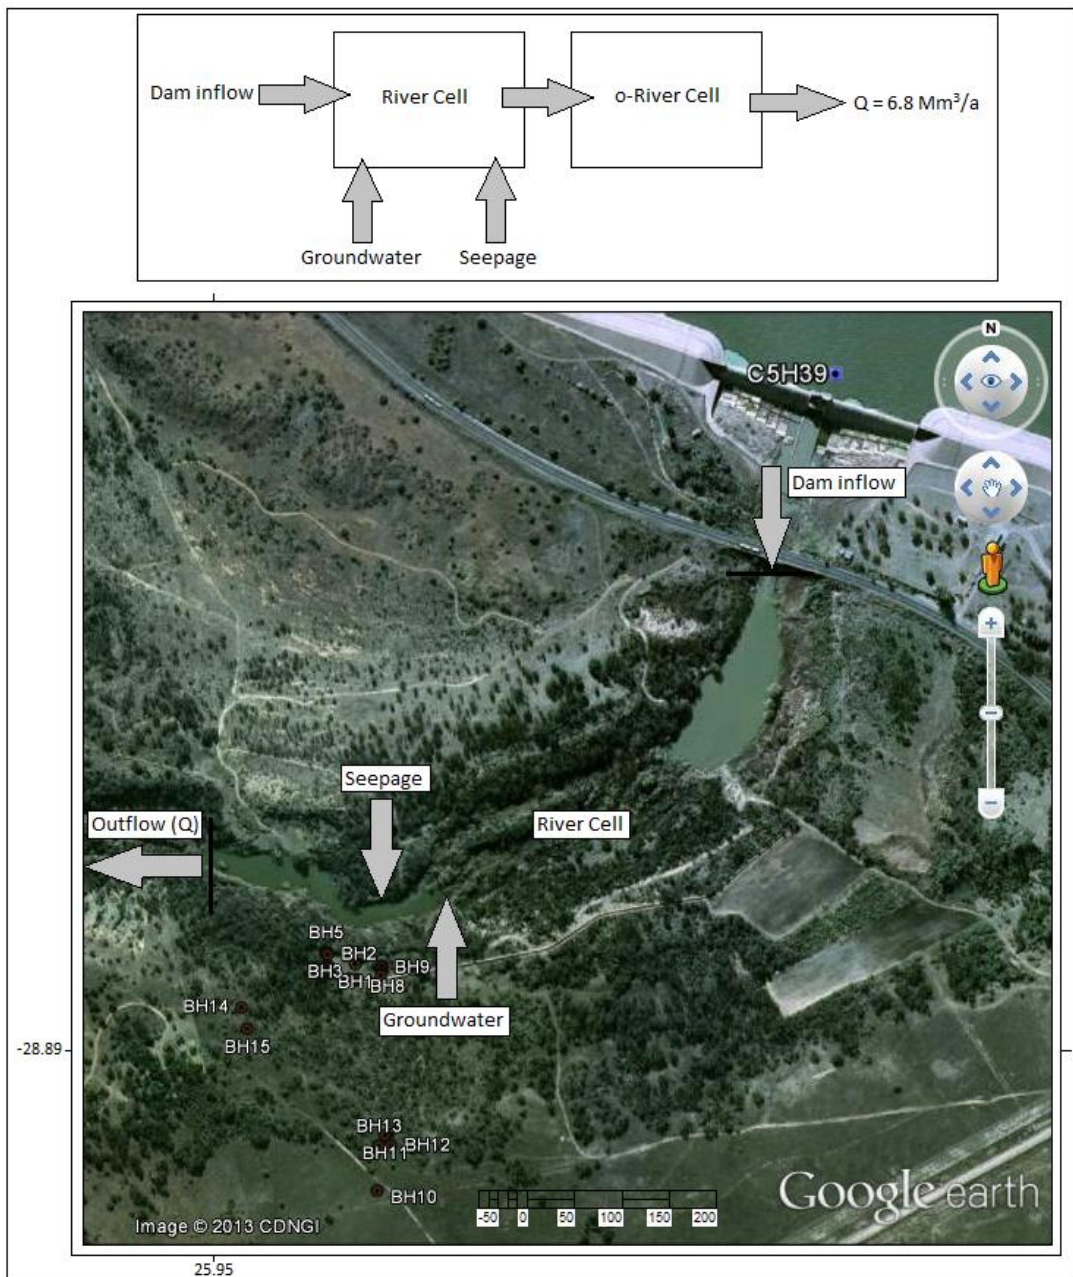 Dam inflow
River Cell
o-River Cell
Q = 6.8 Mm³/a
Groundwater
Seepage
N
C5H39
Dam inflow
Seepage
Outflow (Q)
River Cell
BH5
BH2
BH3
BH1
BH9
BH8
BH14
Groundwater
BH15
-28.89
BH13
BH12
BH11
BH10
-50 0 50 100 150 200
Google earth
Image © 2013 CDNGI
25.95